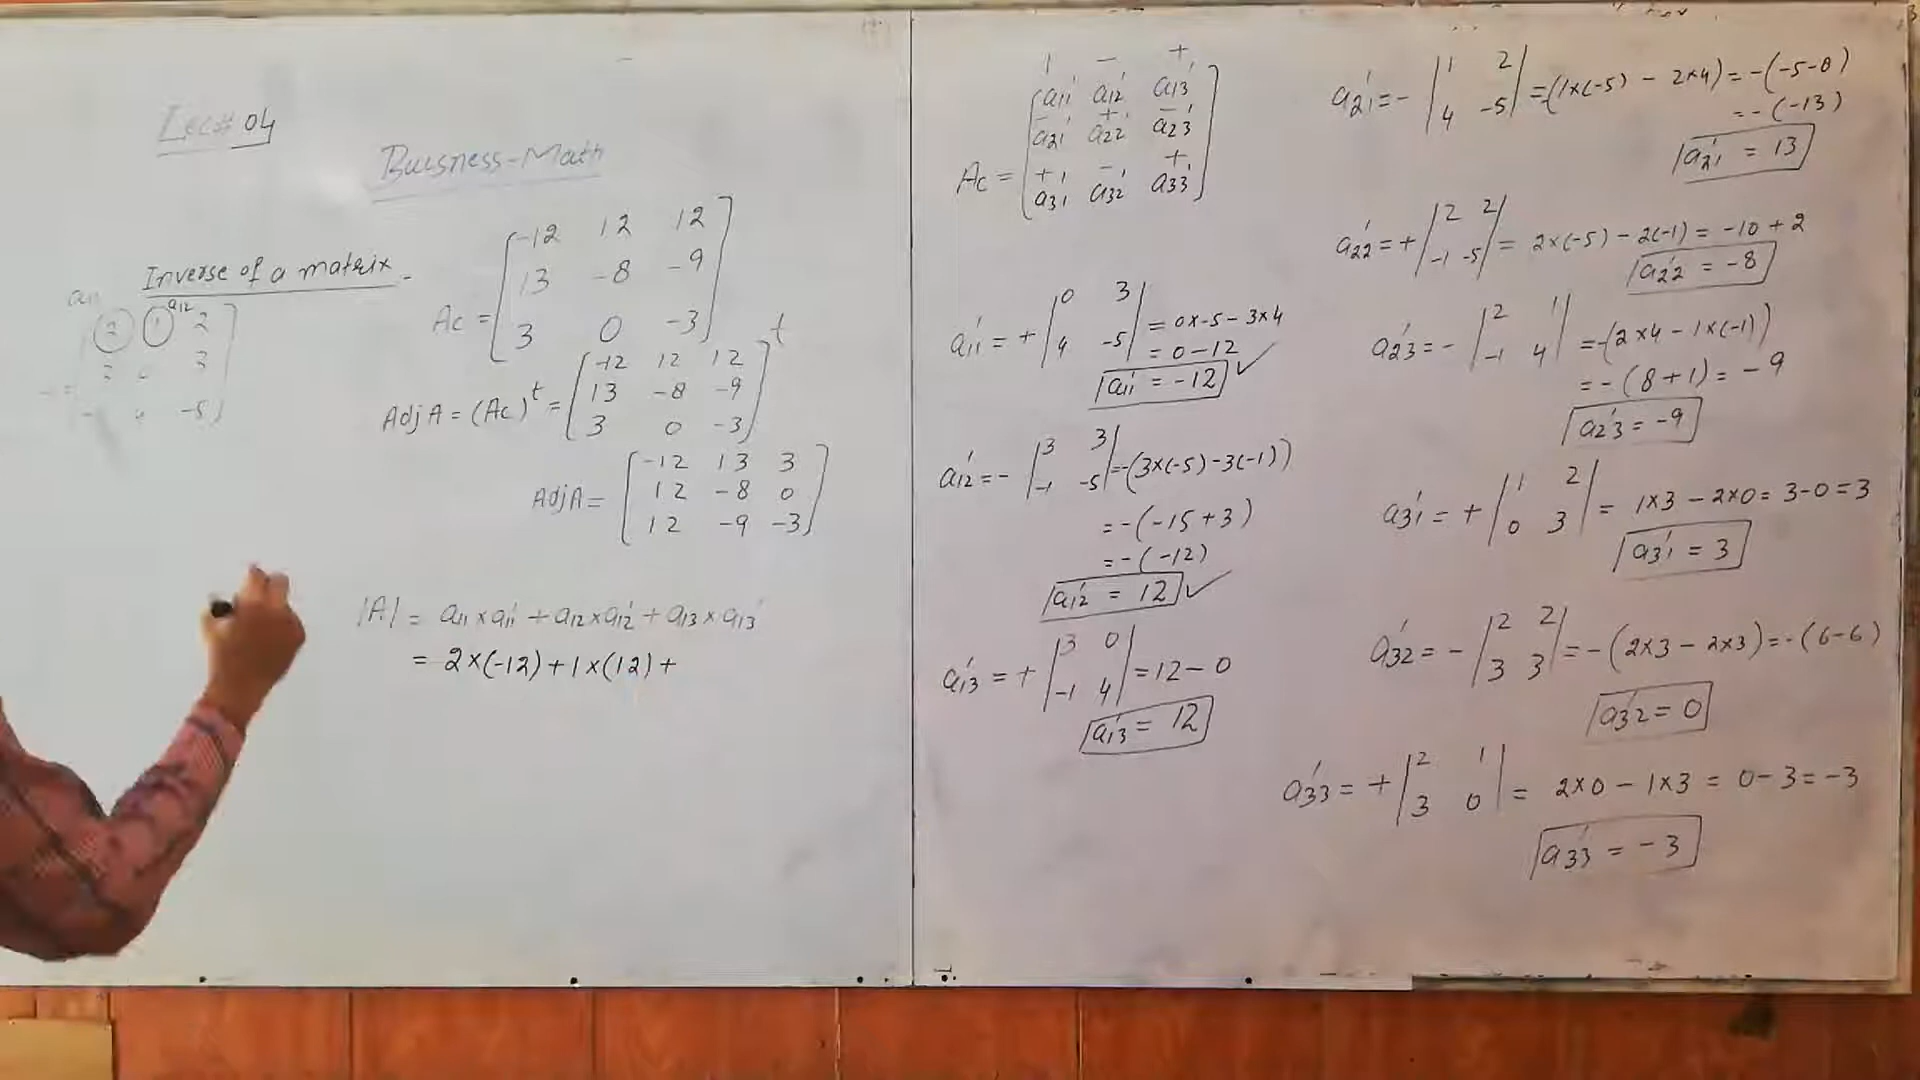 Lec# 04
Buisness-Math
Inverse of a matrix
a11 a12
2 1 2
3
-5
Ac = [-12 12 12
13 -8 -9
3 0 -3]
Adj A = (Ac)^t = [-12 12 12
13 -8 -9
3 0 -3]^t
AdjA = [-12 13 3
12 -8 0
12 -9 -3]
|A| = a11 × a11' + a12 × a12' + a13 × a13'
= 2×(-12) + 1×(12) +
- +
a11' a12' a13'
- + -
a21' a22' a23'
+ - +
Ac = [a31' a32' a33']
a11' = + |0 3
4 -5| = 0×-5 - 3×4
= 0-12
a11' = -12 ✓
a12' = - |3 3
-1 -5| = -(3×(-5) - 3(-1))
= -(-15+3)
= -(-12)
a12' = 12 ✓
a13' = + |3 0
-1 4| = 12 - 0
a13' = 12
a21' = - |1 2
4 -5| = -(1×(-5) - 2×4) = -(-5-8)
= -(-13)
a21' = 13
a22' = + |2 2
-1 -5| = 2×(-5) - 2(-1) = -10 + 2
a22' = -8
a23' = - |2 1
-1 4| = -(2×4 - 1×(-1))
= -(8+1) = -9
a23' = -9
a31' = + |1 2
0 3| = 1×3 - 2×0 = 3-0 = 3
a31' = 3
a32' = - |2 2
3 3| = -(2×3 - 2×3) = -(6-6)
a32' = 0
a33' = + |2 1
3 0| = 2×0 - 1×3 = 0-3 = -3
a33' = -3